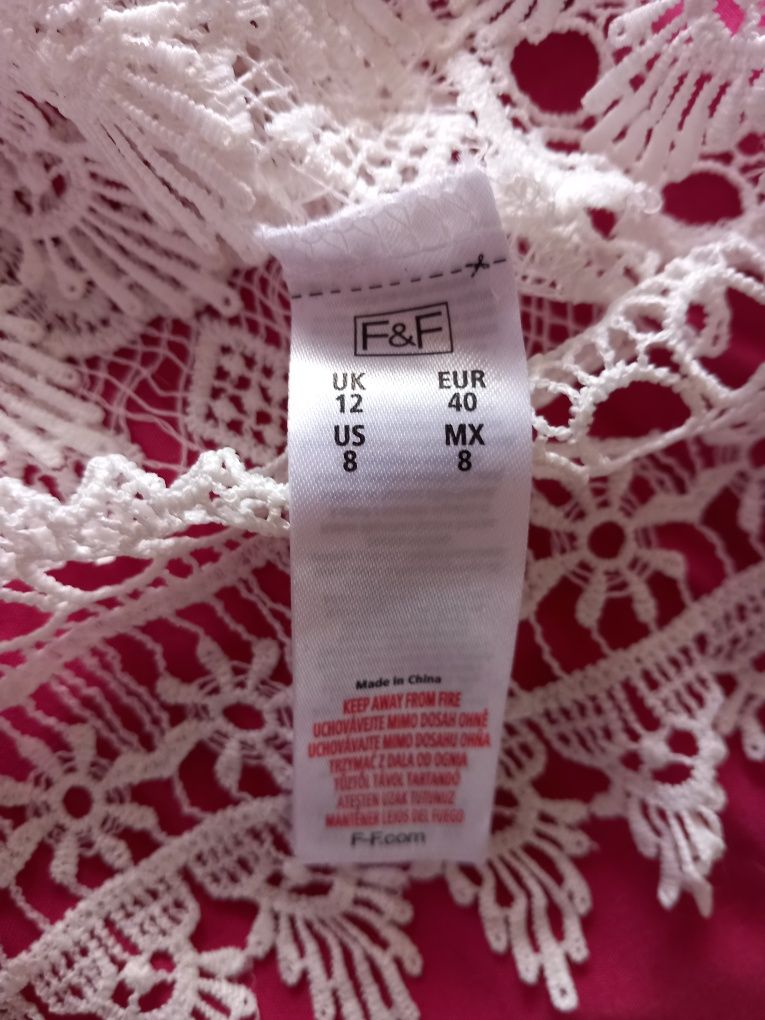 F&F
UK EUR
12 40
US MX
8 8
Made in China
KEEP AWAY FROM FIRE
UCHOVÁVEJTE MIMO DOSAH OHNĚ
UCHOVÁVAJTE MIMO DOSAHU OHŇA
TRZYMAĆ Z DALA OD OGNIA
TŰZTŐL TÁVOL TARTANDÓ
ATEŞTEN UZAK TUTUNUZ
MANTÉNER LEJOS DEL FUEGO
F-F.com